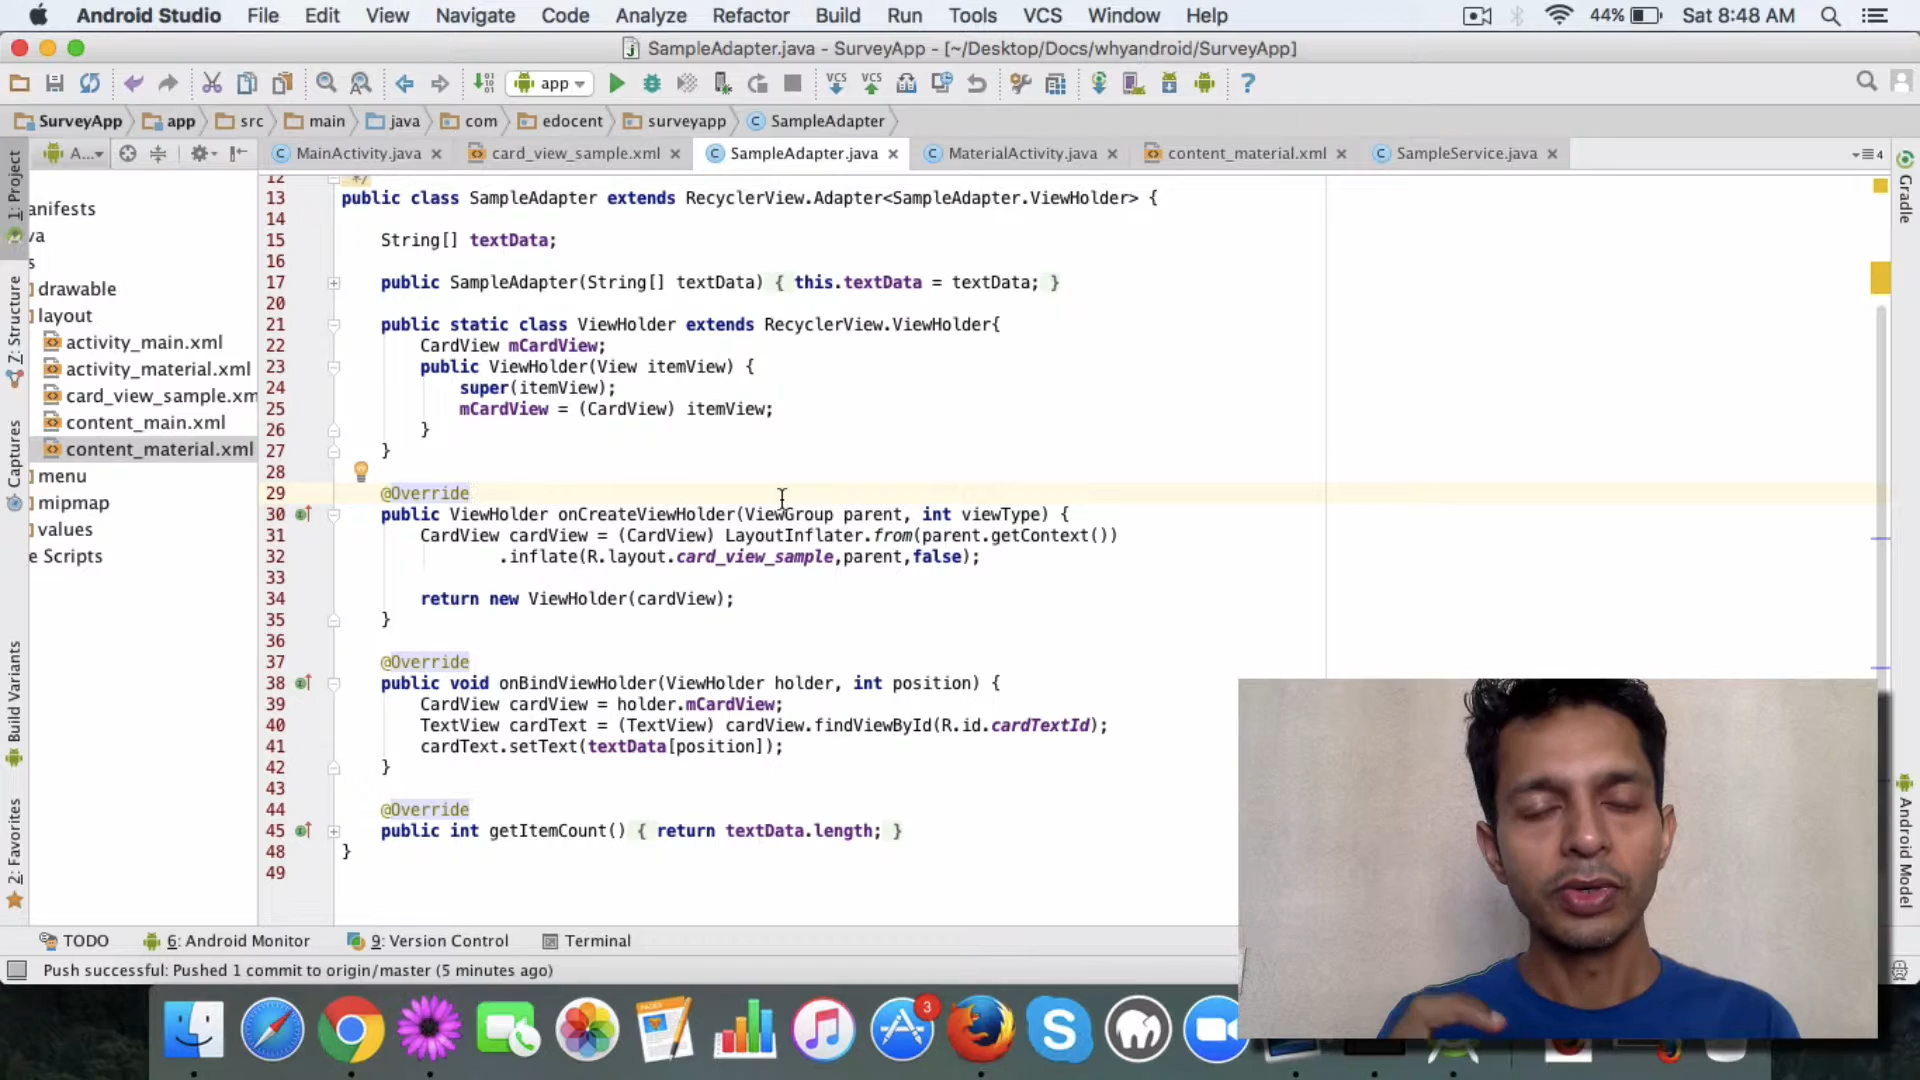 Android Studio File Edit View Navigate Code Analyze Refactor Build Run Tools VCS Window Help 44% Sat 8:48 AM
SampleAdapter.java - SurveyApp - [~/Desktop/Docs/whyandroid/SurveyApp]
app VCS VCS ?
SurveyApp app src main java com edocent surveyapp SampleAdapter
A... MainActivity.java card_view_sample.xml SampleAdapter.java MaterialActivity.java content_material.xml SampleService.java 4
1: Project
Z: Structure
Captures
Build Variants
2: Favorites
anifests
va
s
drawable
layout
activity_main.xml
activity_material.xml
card_view_sample.xm
content_main.xml
content_material.xml
menu
mipmap
values
e Scripts
12 */
13 public class SampleAdapter extends RecyclerView.Adapter<SampleAdapter.ViewHolder> {
14
15 String[] textData;
16
17 public SampleAdapter(String[] textData) { this.textData = textData; }
20
21 public static class ViewHolder extends RecyclerView.ViewHolder{
22 CardView mCardView;
23 public ViewHolder(View itemView) {
24 super(itemView);
25 mCardView = (CardView) itemView;
26 }
27 }
28
29 @Override
30 public ViewHolder onCreateViewHolder(ViewGroup parent, int viewType) {
31 CardView cardView = (CardView) LayoutInflater.from(parent.getContext())
32 .inflate(R.layout.card_view_sample,parent,false);
33
34 return new ViewHolder(cardView);
35 }
36
37 @Override
38 public void onBindViewHolder(ViewHolder holder, int position) {
39 CardView cardView = holder.mCardView;
40 TextView cardText = (TextView) cardView.findViewById(R.id.cardTextId);
41 cardText.setText(textData[position]);
42 }
43
44 @Override
45 public int getItemCount() { return textData.length; }
48 }
49
Gradle
Android Model
TODO 6: Android Monitor 9: Version Control Terminal
Push successful: Pushed 1 commit to origin/master (5 minutes ago)
PAGES
3